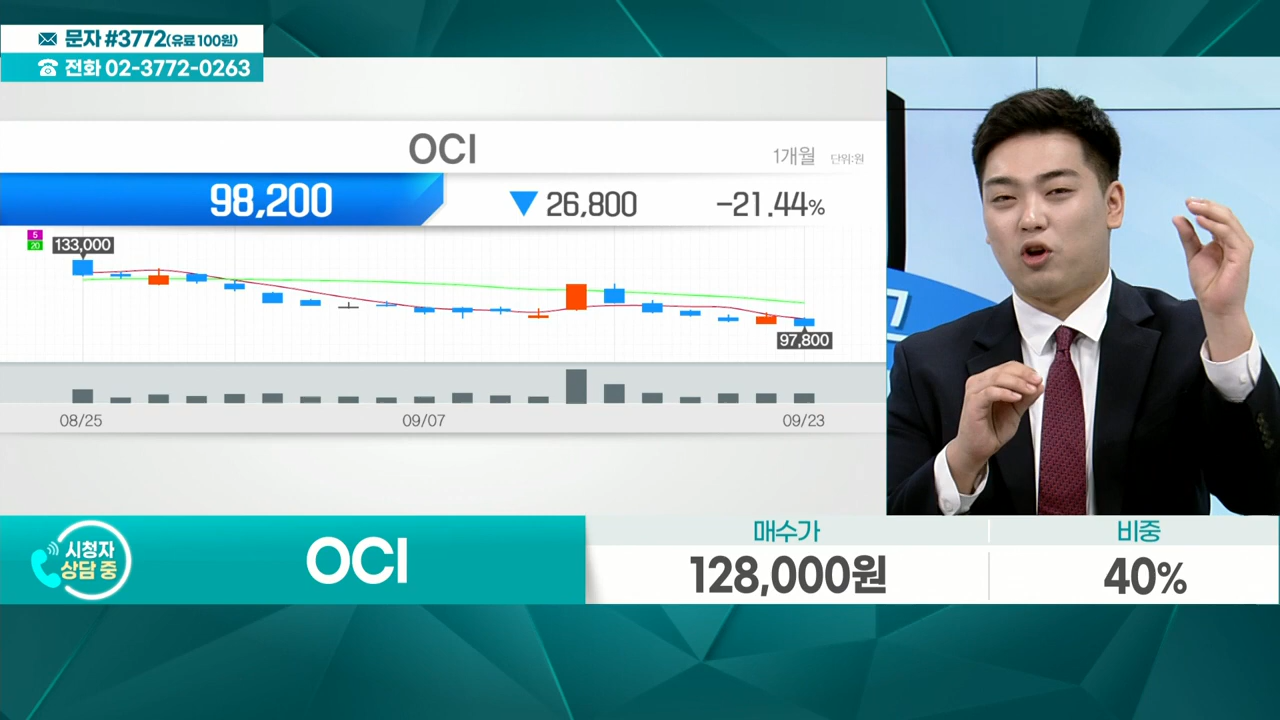 문자 #3772(유료 100원)
전화 02-3772-0263
OCI
1개월 단위:원
98,200 ▼ 26,800 -21.44%
5
20
133,000
97,800
08/25 09/07 09/23
시청자
상담 중
OCI
매수가 비중
128,000원 40%